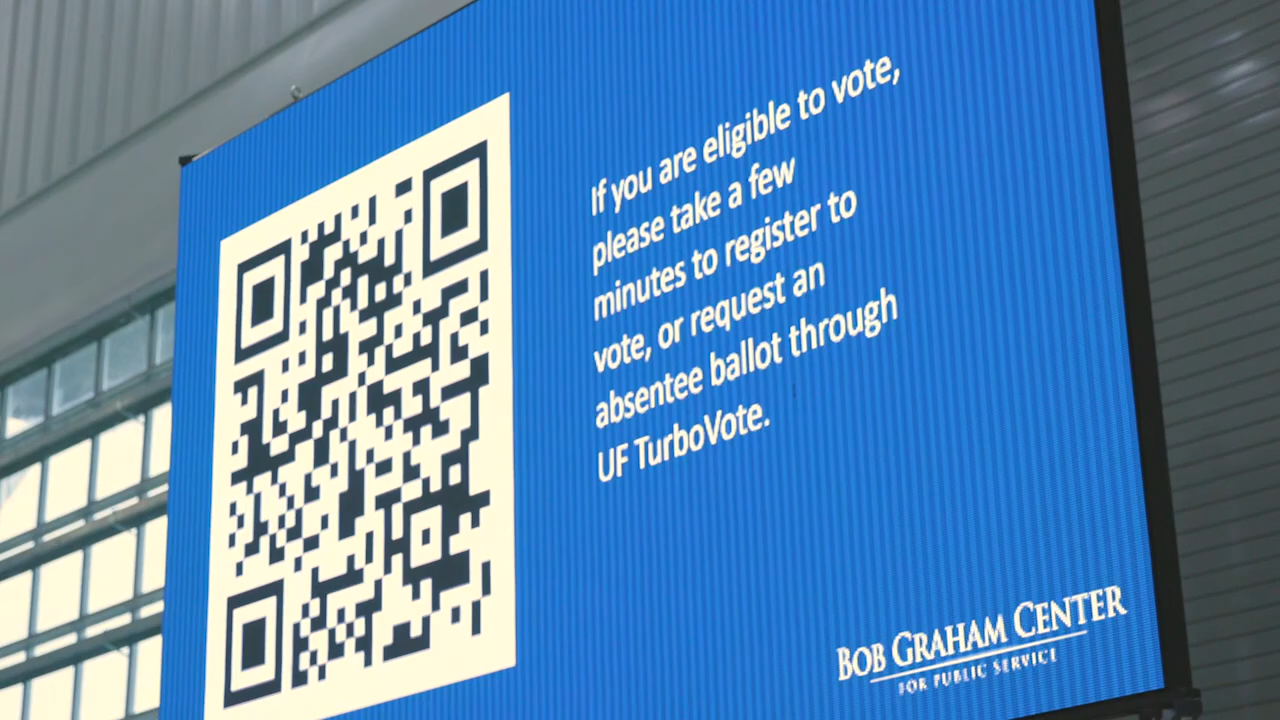 If you are eligible to vote,
please take a few
minutes to register to
vote, or request an
absentee ballot through
UF TurboVote.
BOB GRAHAM CENTER
FOR PUBLIC SERVICE